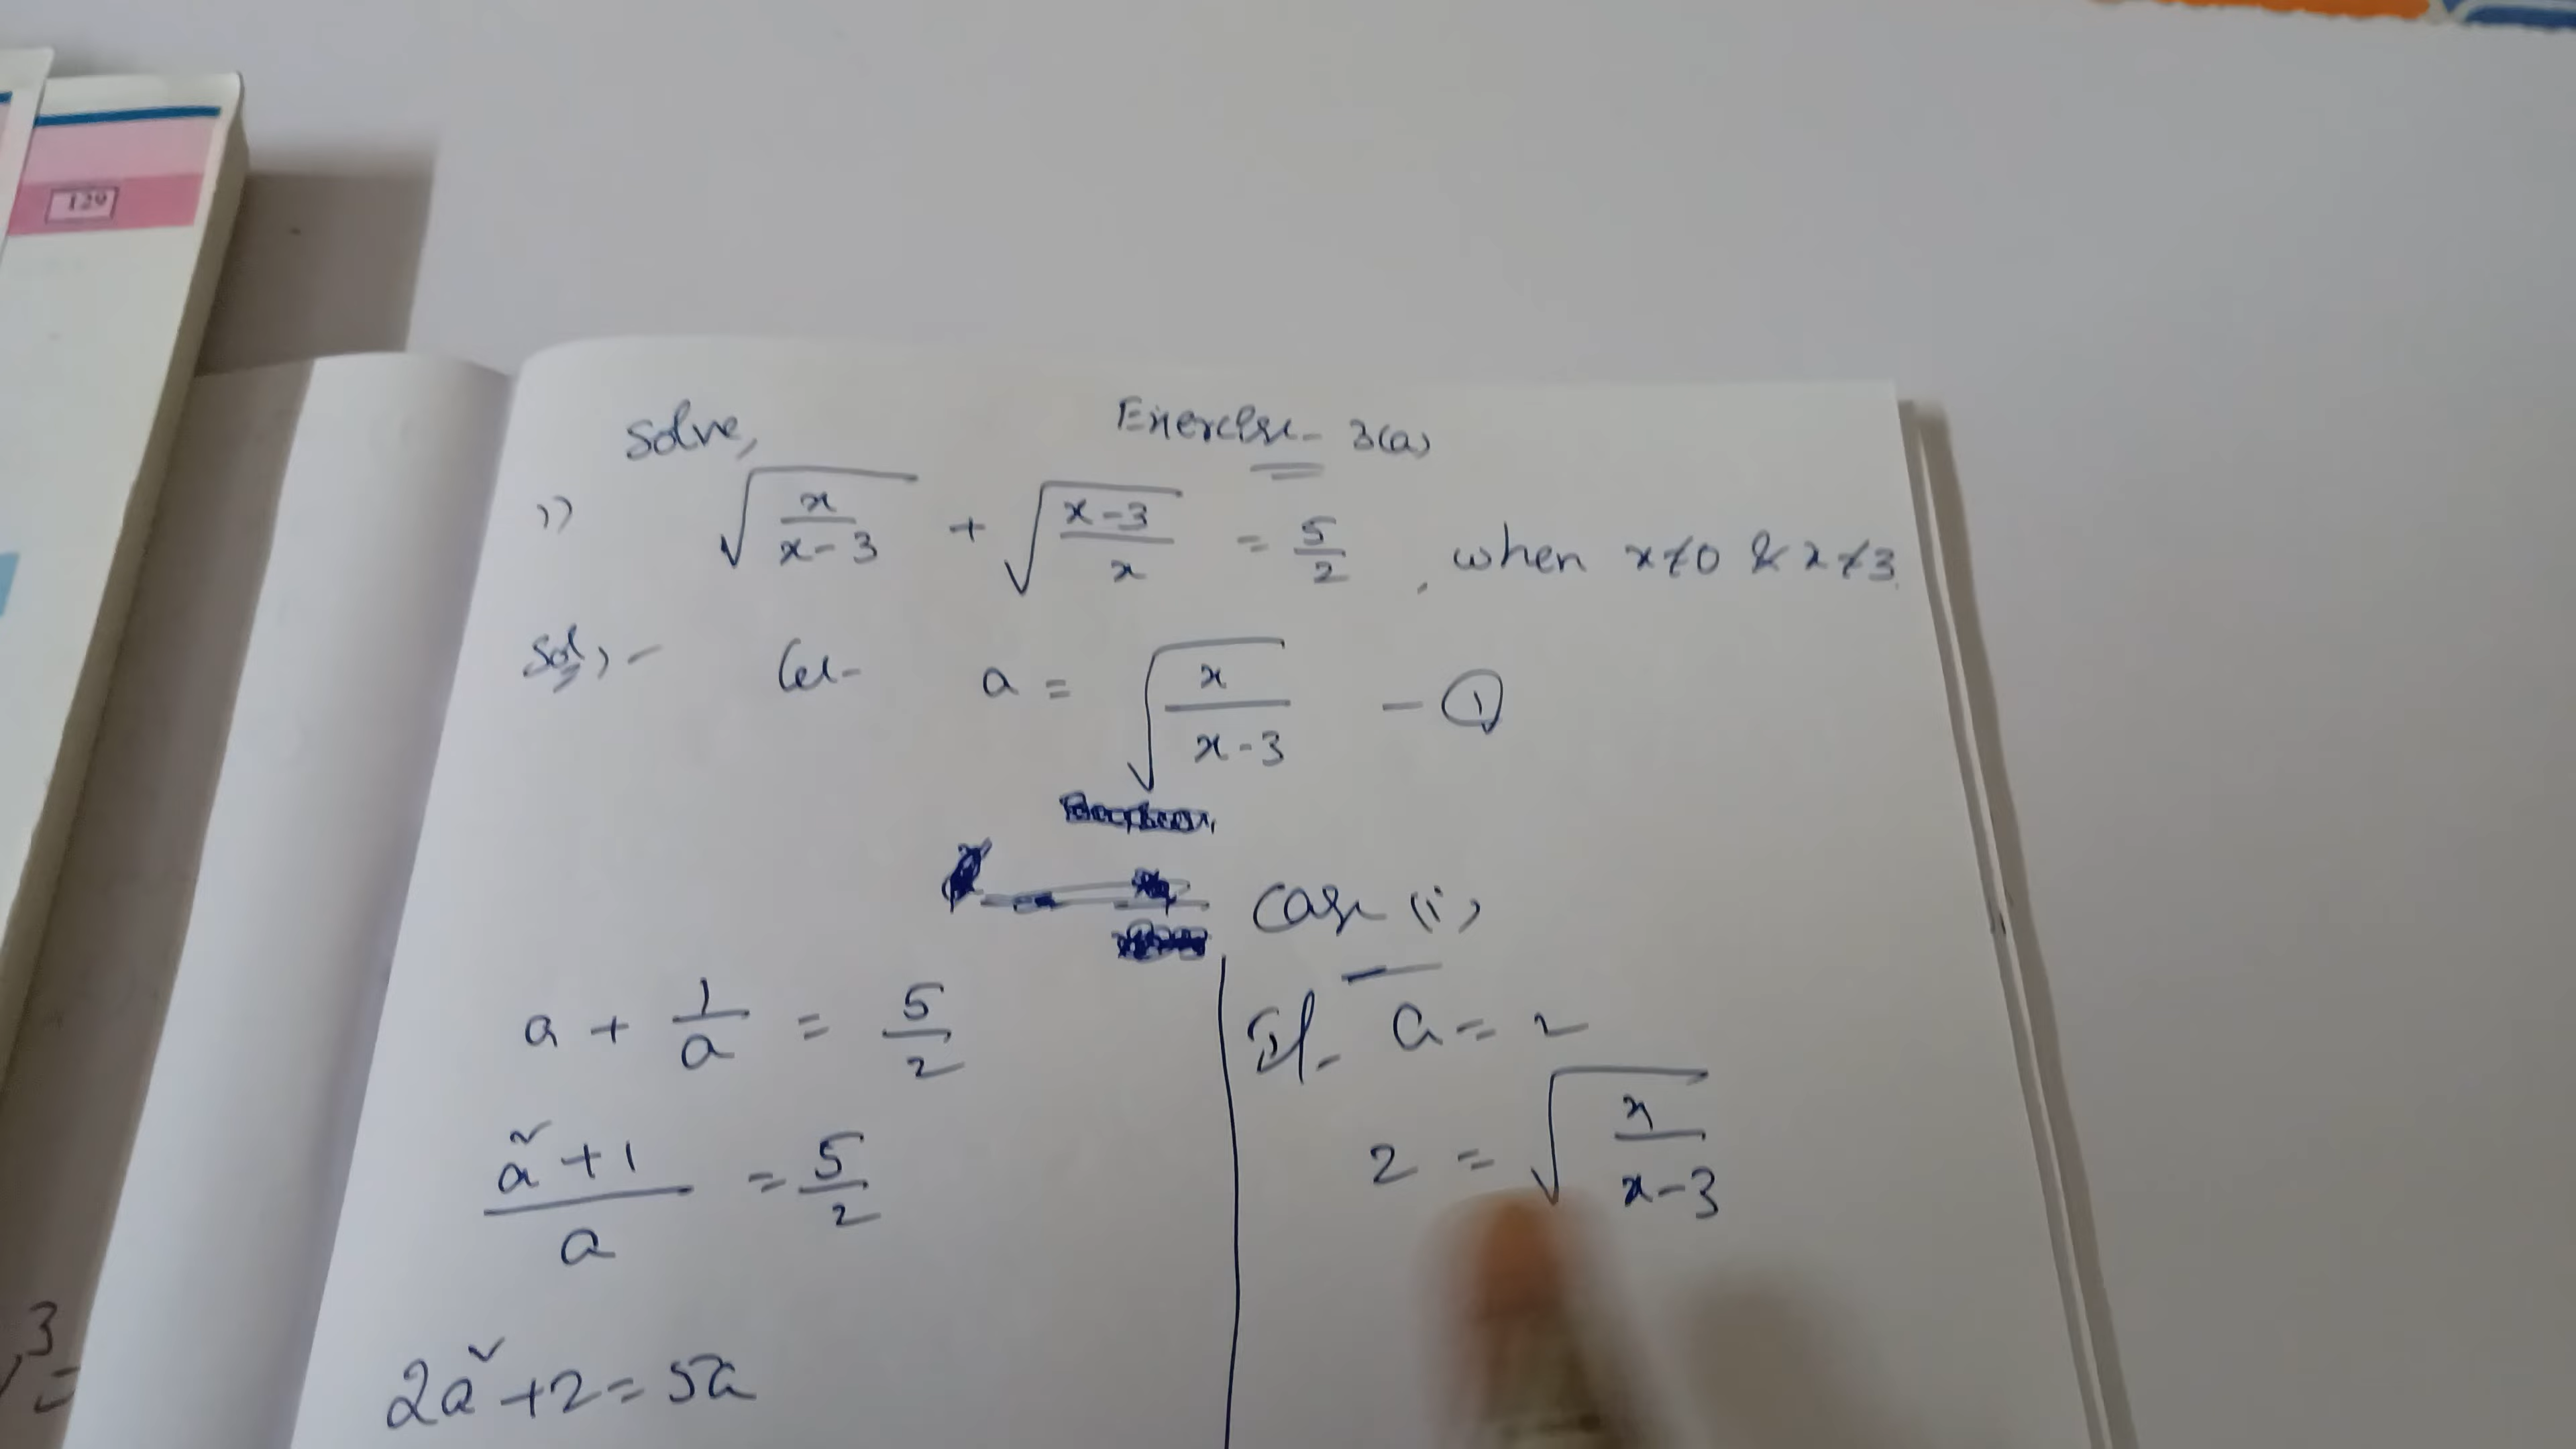 129
Solve, Exercise - 3(a)
1) √(x/(x-3)) + √((x-3)/x) = 5/2, when x≠0 & x≠3.
Sol, - Let a = √(x/(x-3)) - ①
Case (i)
a + 1/a = 5/2
If a = 2
(a² + 1)/a = 5/2
2 = √(x/(x-3))
2a² + 2 = 5a
3
=